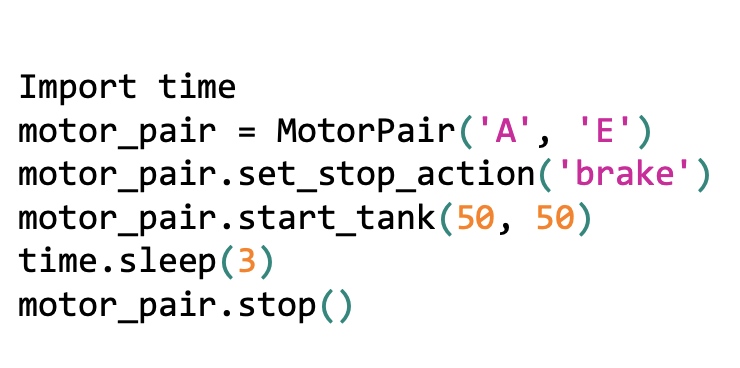 Import time
motor_pair = MotorPair('A', 'E')
motor_pair.set_stop_action('brake')
motor_pair.start_tank(50, 50)
time.sleep(3)
motor_pair.stop()